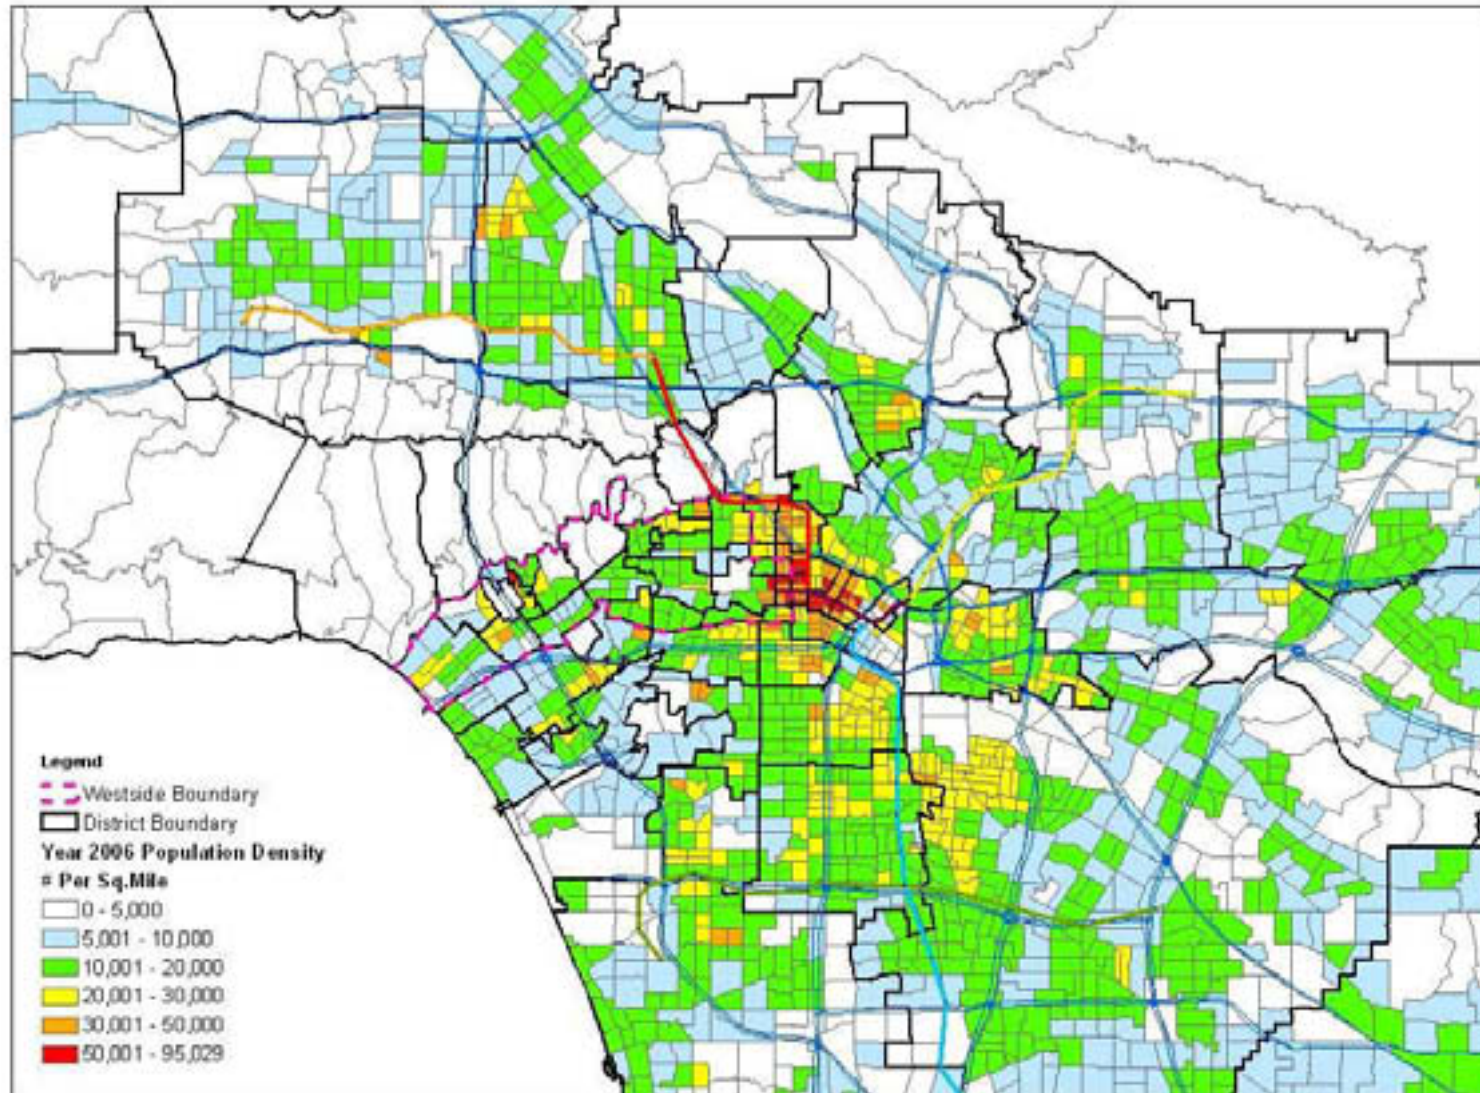 Legend
Westside Boundary
District Boundary
Year 2006 Population Density
# Per Sq.Mile
0 - 5,000
5,001 - 10,000
10,001 - 20,000
20,001 - 30,000
30,001 - 50,000
50,001 - 95,029